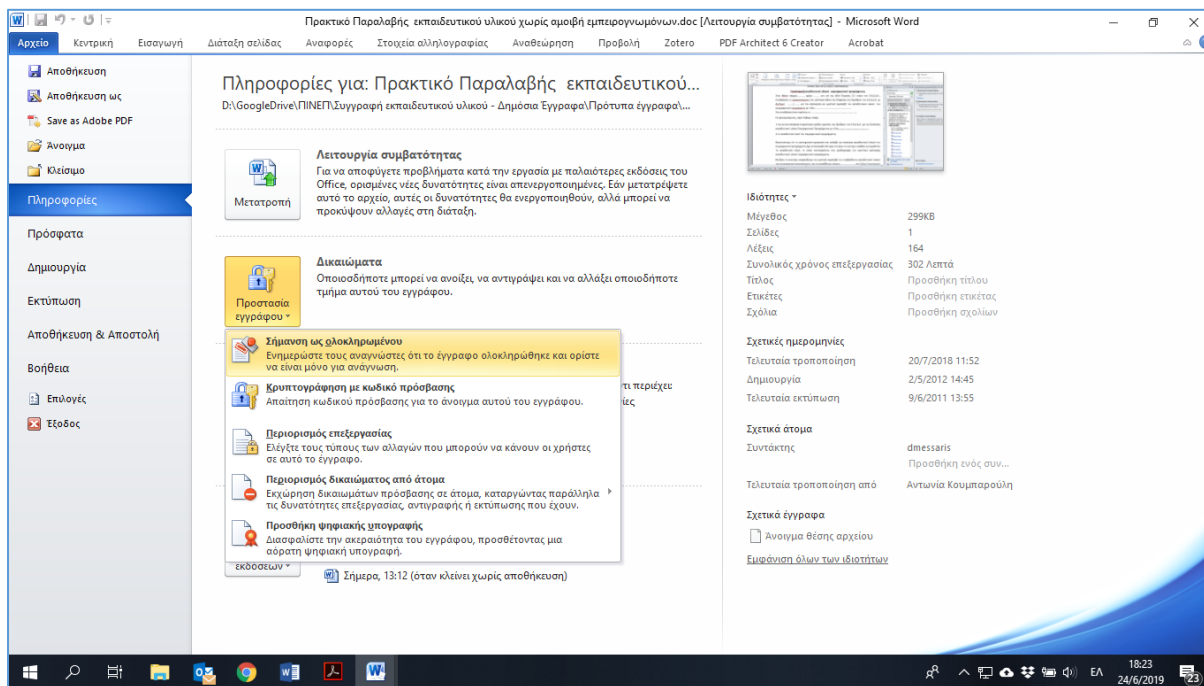 Πρακτικό Παραλαβής εκπαιδευτικού υλικού χωρίς αμοιβή εμπειρογνωμόνων.doc [Λειτουργία συμβατότητας] - Microsoft Word
Αρχείο Κεντρική Εισαγωγή Διάταξη σελίδας Αναφορές Στοιχεία αλληλογραφίας Αναθεώρηση Προβολή Zotero PDF Architect 6 Creator Acrobat
Αποθήκευση
Αποθήκευση ως
Save as Adobe PDF
Άνοιγμα
Κλείσιμο
Πληροφορίες
Πρόσφατα
Δημιουργία
Εκτύπωση
Αποθήκευση & Αποστολή
Βοήθεια
Επιλογές
Έξοδος
Πληροφορίες για: Πρακτικό Παραλαβής εκπαιδευτικού...
D:\GoogleDrive\ΠΙΝΕΠ\Συγγραφή εκπαιδευτικού υλικού - Δημόσια Έγγραφα\Πρότυπα έγγραφα\...
Μετατροπή
Λειτουργία συμβατότητας
Για να αποφύγετε προβλήματα κατά την εργασία με παλαιότερες εκδόσεις του
Office, ορισμένες νέες δυνατότητες είναι απενεργοποιημένες. Εάν μετατρέψετε
αυτό το αρχείο, αυτές οι δυνατότητες θα ενεργοποιηθούν, αλλά μπορεί να
προκύψουν αλλαγές στη διάταξη.
Προστασία
εγγράφου
Δικαιώματα
Οποιοσδήποτε μπορεί να ανοίξει, να αντιγράψει και να αλλάξει οποιοδήποτε
τμήμα αυτού του εγγράφου.
Σήμανση ως ολοκληρωμένου
Ενημερώστε τους αναγνώστες ότι το έγγραφο ολοκληρώθηκε και ορίστε
να είναι μόνο για ανάγνωση.
Κρυπτογράφηση με κωδικό πρόσβασης
Απαίτηση κωδικού πρόσβασης για το άνοιγμα αυτού του εγγράφου.
Περιορισμός επεξεργασίας
Ελέγξτε τους τύπους των αλλαγών που μπορούν να κάνουν οι χρήστες
σε αυτό το έγγραφο.
Περιορισμός δικαιώματος από άτομα
Εκχώρηση δικαιωμάτων πρόσβασης σε άτομα, καταργώντας παράλληλα
τις δυνατότητες επεξεργασίας, αντιγραφής ή εκτύπωσης που έχουν.
Προσθήκη ψηφιακής υπογραφής
Διασφαλίστε την ακεραιότητα του εγγράφου, προσθέτοντας μια
αόρατη ψηφιακή υπογραφή.
τι περιέχει:
ίες
εκδόσεων
Σήμερα, 13:12 (όταν κλείνει χωρίς αποθήκευση)
Ιδιότητες
Μέγεθος 299KB
Σελίδες 1
Λέξεις 164
Συνολικός χρόνος επεξεργασίας 302 Λεπτά
Τίτλος Προσθήκη τίτλου
Ετικέτες Προσθήκη ετικέτας
Σχόλια Προσθήκη σχολίων
Σχετικές ημερομηνίες
Τελευταία τροποποίηση 20/7/2018 11:52
Δημιουργία 2/5/2012 14:45
Τελευταία εκτύπωση 9/6/2011 13:55
Σχετικά άτομα
Συντάκτης dmessaris
Προσθήκη ενός συν...
Τελευταία τροποποίηση από Αντωνία Κουμπαρούλη
Σχετικά έγγραφα
Άνοιγμα θέσης αρχείου
Εμφάνιση όλων των ιδιοτήτων
ΕΛ
18:23
24/6/2019
23